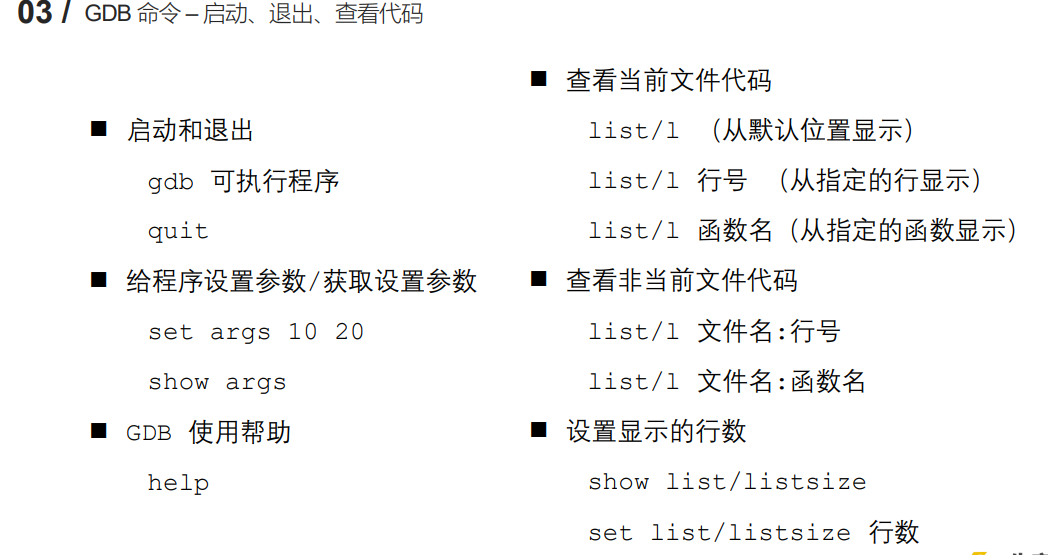 03 / GDB 命令 – 启动、退出、查看代码
■ 启动和退出
gdb 可执行程序
quit
■ 给程序设置参数/获取设置参数
set args 10 20
show args
■ GDB 使用帮助
help
■ 查看当前文件代码
list/l （从默认位置显示）
list/l 行号 （从指定的行显示）
list/l 函数名（从指定的函数显示）
■ 查看非当前文件代码
list/l 文件名:行号
list/l 文件名:函数名
■ 设置显示的行数
show list/listsize
set list/listsize 行数